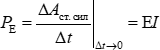 P_E = ΔA_ст. сил / Δt |_Δt→0 = EI